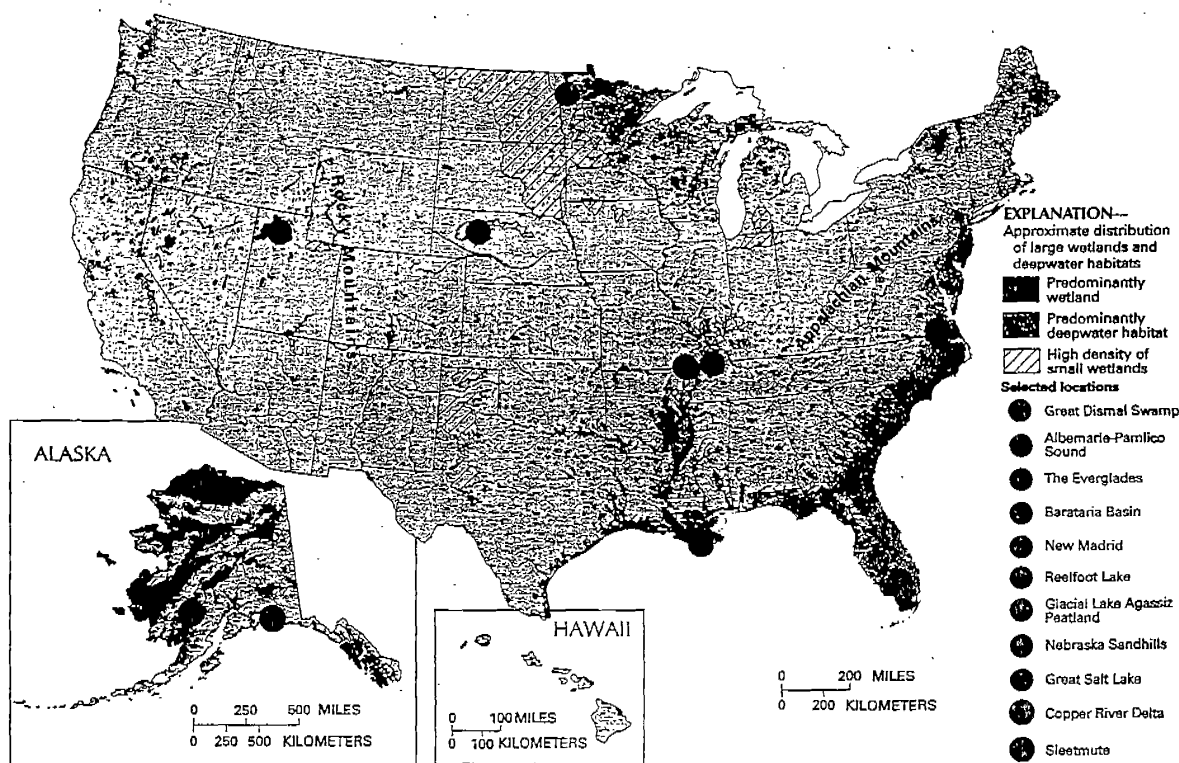 Rocky Mountains
Appalachian Mountains
EXPLANATION—
Approximate distribution
of large wetlands and
deepwater habitats
Predominantly
wetland
Predominantly
deepwater habitat
High density of
small wetlands
Selected locations
Great Dismal Swamp
Albemarle-Pamlico
Sound
The Everglades
Barataria Basin
New Madrid
Reelfoot Lake
Glacial Lake Agassiz
Peatland
Nebraska Sandhills
Great Salt Lake
Copper River Delta
Sleetmute
ALASKA
0 250 500 MILES
0 250 500 KILOMETERS
HAWAII
0 100 MILES
0 100 KILOMETERS
0 200 MILES
0 200 KILOMETERS